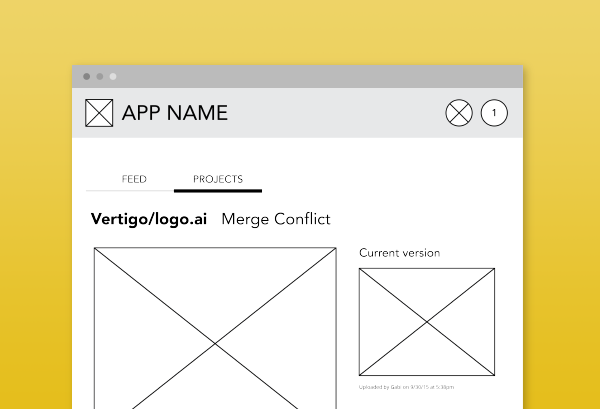 APP NAME
1
FEED PROJECTS
Vertigo/logo.ai Merge Conflict
Current version
Uploaded by Gabi on 9/30/15 at 5:38pm